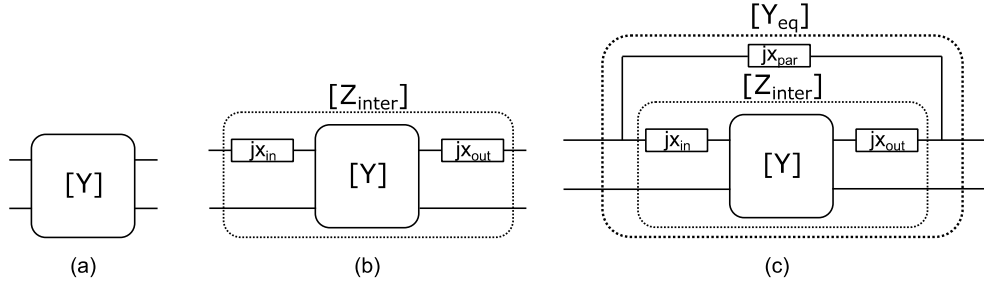 [Y]
(a)
[Z_inter]
jx_in
[Y]
jx_out
(b)
[Y_eq]
jx_par
[Z_inter]
jx_in
[Y]
jx_out
(c)